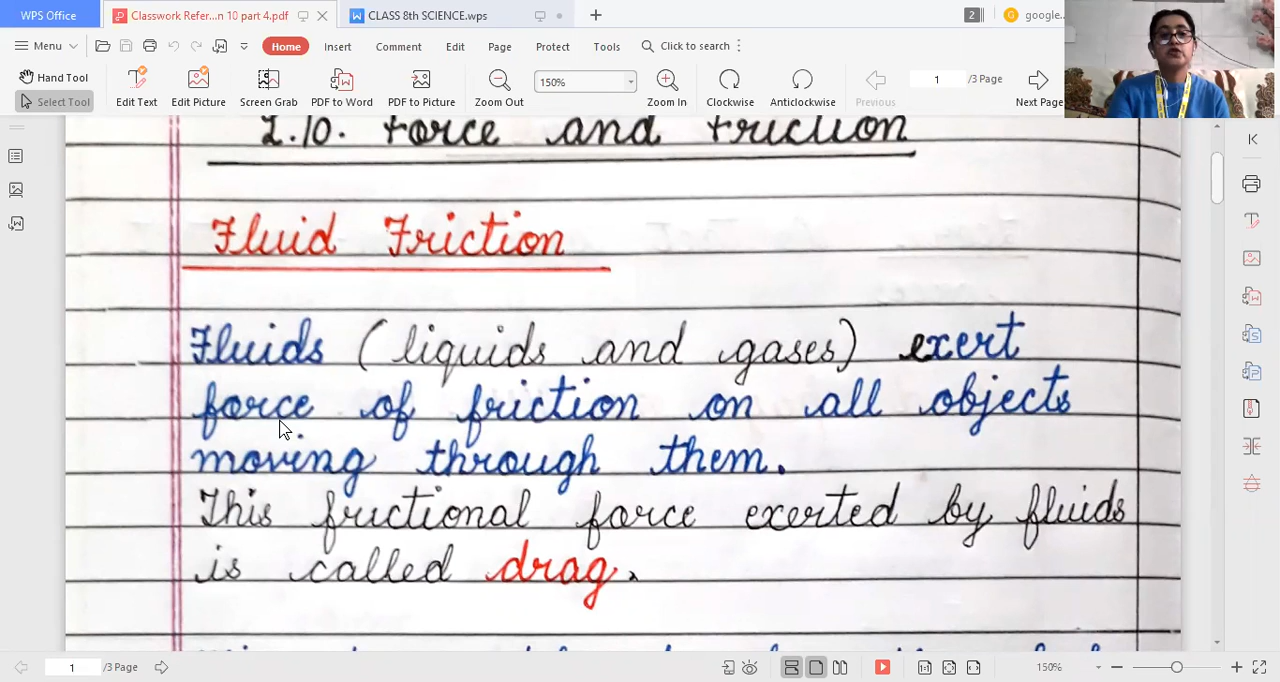 WPS Office
Classwork Refer...n 10 part 4.pdf
CLASS 8th SCIENCE.wps
2
google..
Menu
Home
Insert
Comment
Edit
Page
Protect
Tools
Click to search
Hand Tool
Select Tool
Edit Text
Edit Picture
Screen Grab
PDF to Word
PDF to Picture
Zoom Out
150%
Zoom In
Clockwise
Anticlockwise
Previous
1
/3 Page
Next Page
L.10. Force and Friction
Fluid Friction
Fluids (liquids and gases) exert
force of friction on all objects
moving through them.
This frictional force exerted by fluids
is called drag.
1
/3 Page
150%